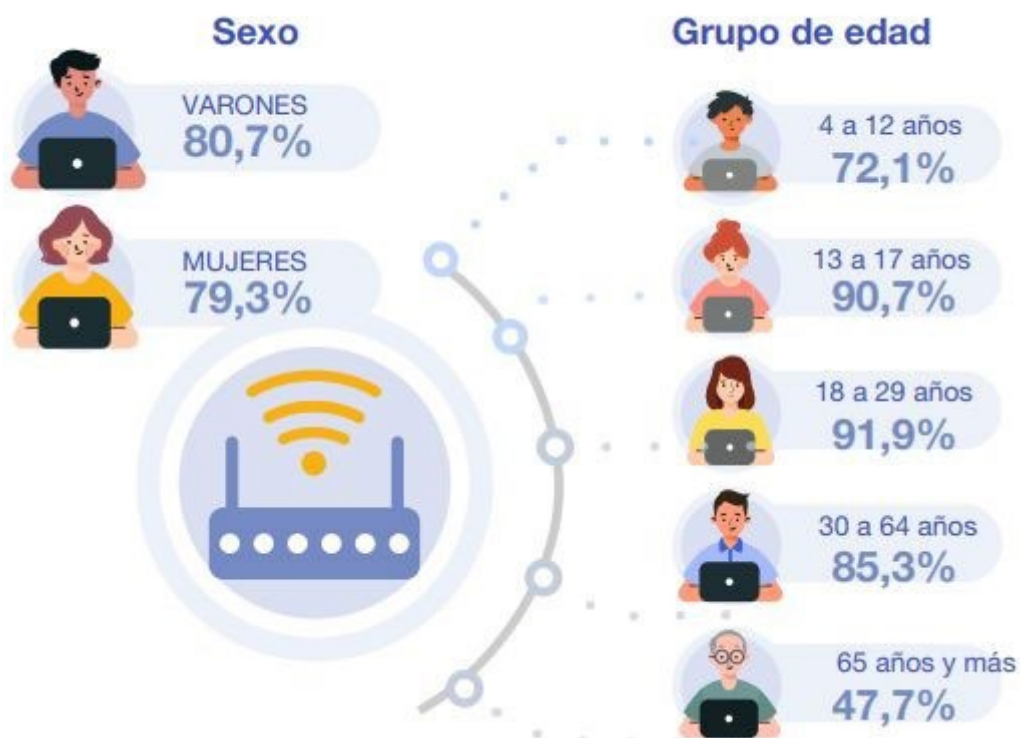 Sexo
VARONES
80,7%
MUJERES
79,3%
Grupo de edad
4 a 12 años
72,1%
13 a 17 años
90,7%
18 a 29 años
91,9%
30 a 64 años
85,3%
65 años y más
47,7%